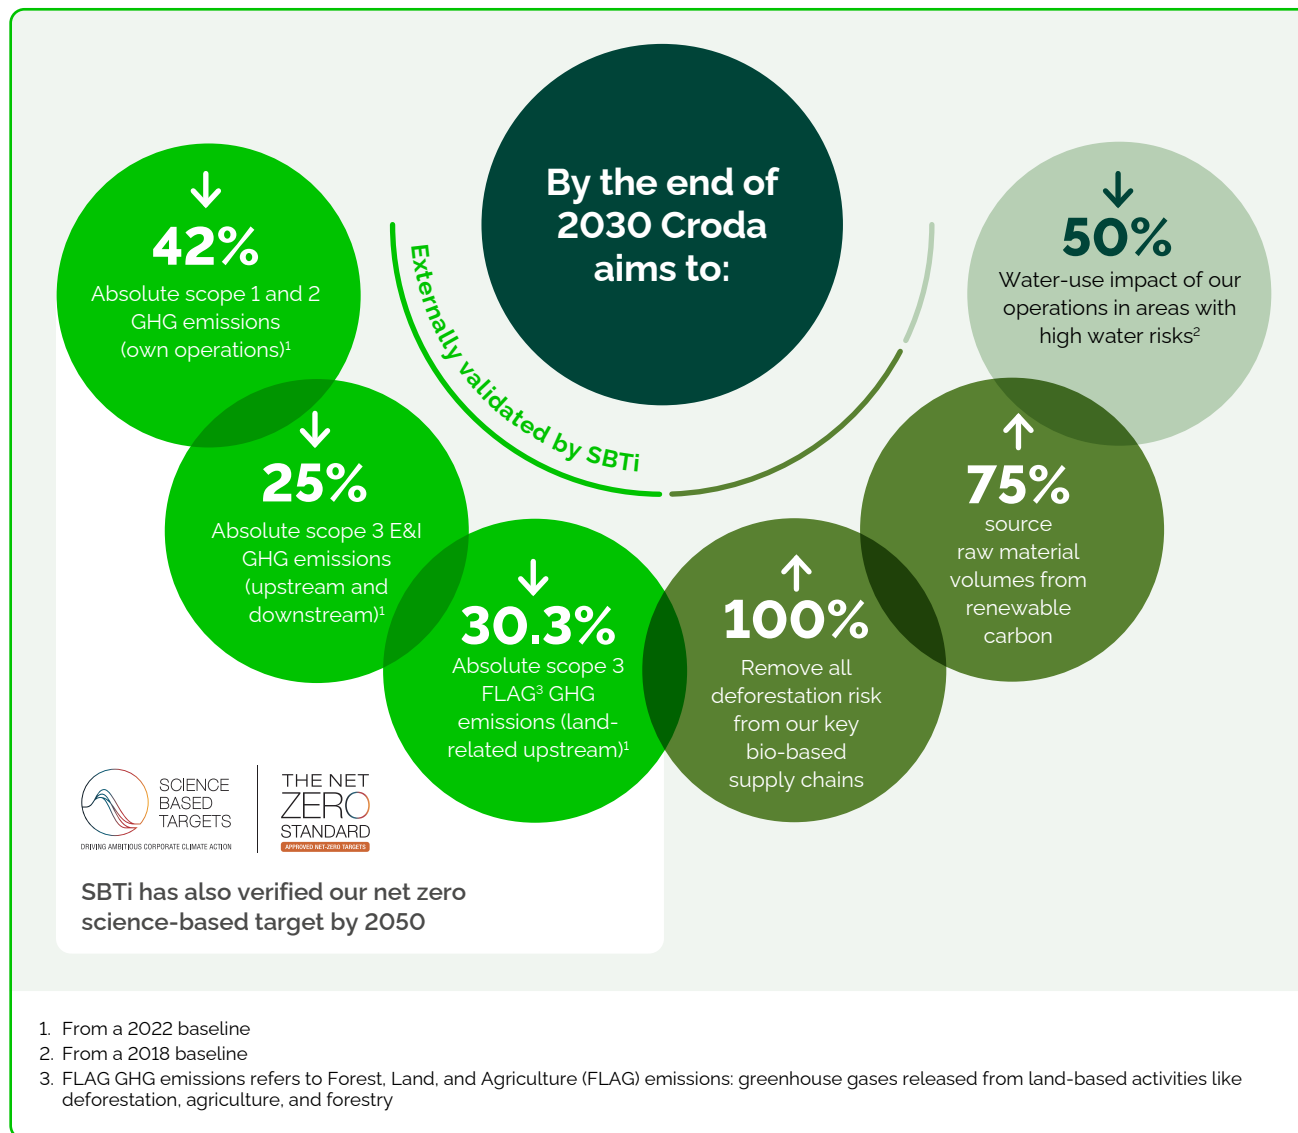 By the end of
2030 Croda
aims to:
Externally validated by SBTi
42%
Absolute scope 1 and 2
GHG emissions
(own operations)¹
25%
Absolute scope 3 E&I
GHG emissions
(upstream and
downstream)¹
30.3%
Absolute scope 3
FLAG³ GHG
emissions (land-
related upstream)¹
100%
Remove all
deforestation risk
from our key
bio-based
supply chains
75%
source
raw material
volumes from
renewable
carbon
50%
Water-use impact of our
operations in areas with
high water risks²
SCIENCE
BASED
TARGETS
DRIVING AMBITIOUS CORPORATE CLIMATE ACTION
THE NET
ZERO
STANDARD
APPROVED NET-ZERO TARGETS
SBTi has also verified our net zero
science-based target by 2050
1. From a 2022 baseline
2. From a 2018 baseline
3. FLAG GHG emissions refers to Forest, Land, and Agriculture (FLAG) emissions: greenhouse gases released from land-based activities like
deforestation, agriculture, and forestry